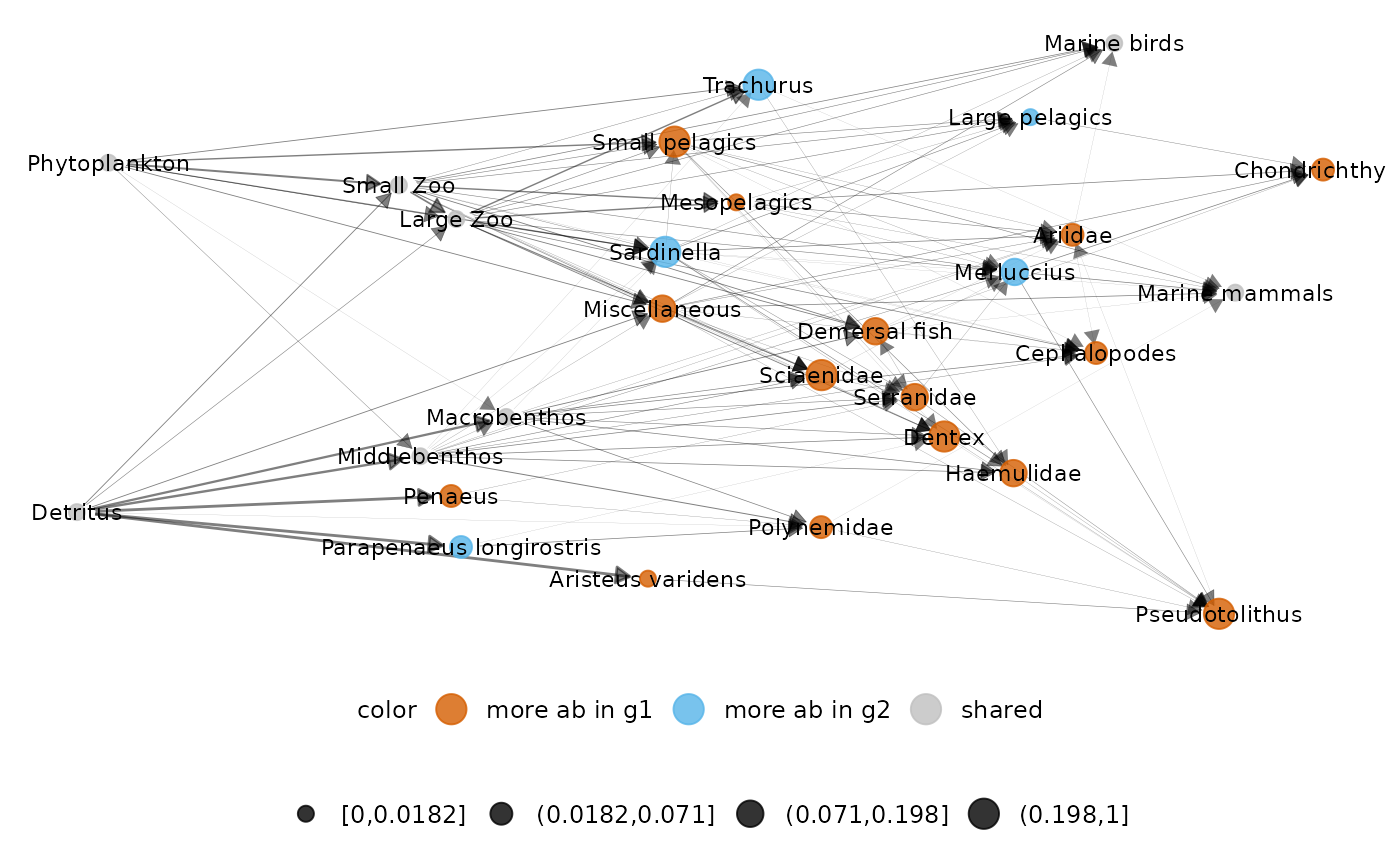 Marine birds
Trachurus
Large pelagics
Small pelagics
Phytoplankton
Chondrichthy
Small Zoo
Mesopelagics
Large Zoo
Ariidae
Sardinella
Merluccius
Marine mammals
Miscellaneous
Demersal fish
Cephalopodes
Sciaenidae
Serranidae
Macrobenthos
Dentex
Middlebenthos
Haemulidae
Penaeus
Detritus
Polynemidae
Parapenaeus longirostris
Aristeus varidens
Pseudotolithus
color more ab in g1 more ab in g2 shared
[0,0.0182] (0.0182,0.071] (0.071,0.198] (0.198,1]